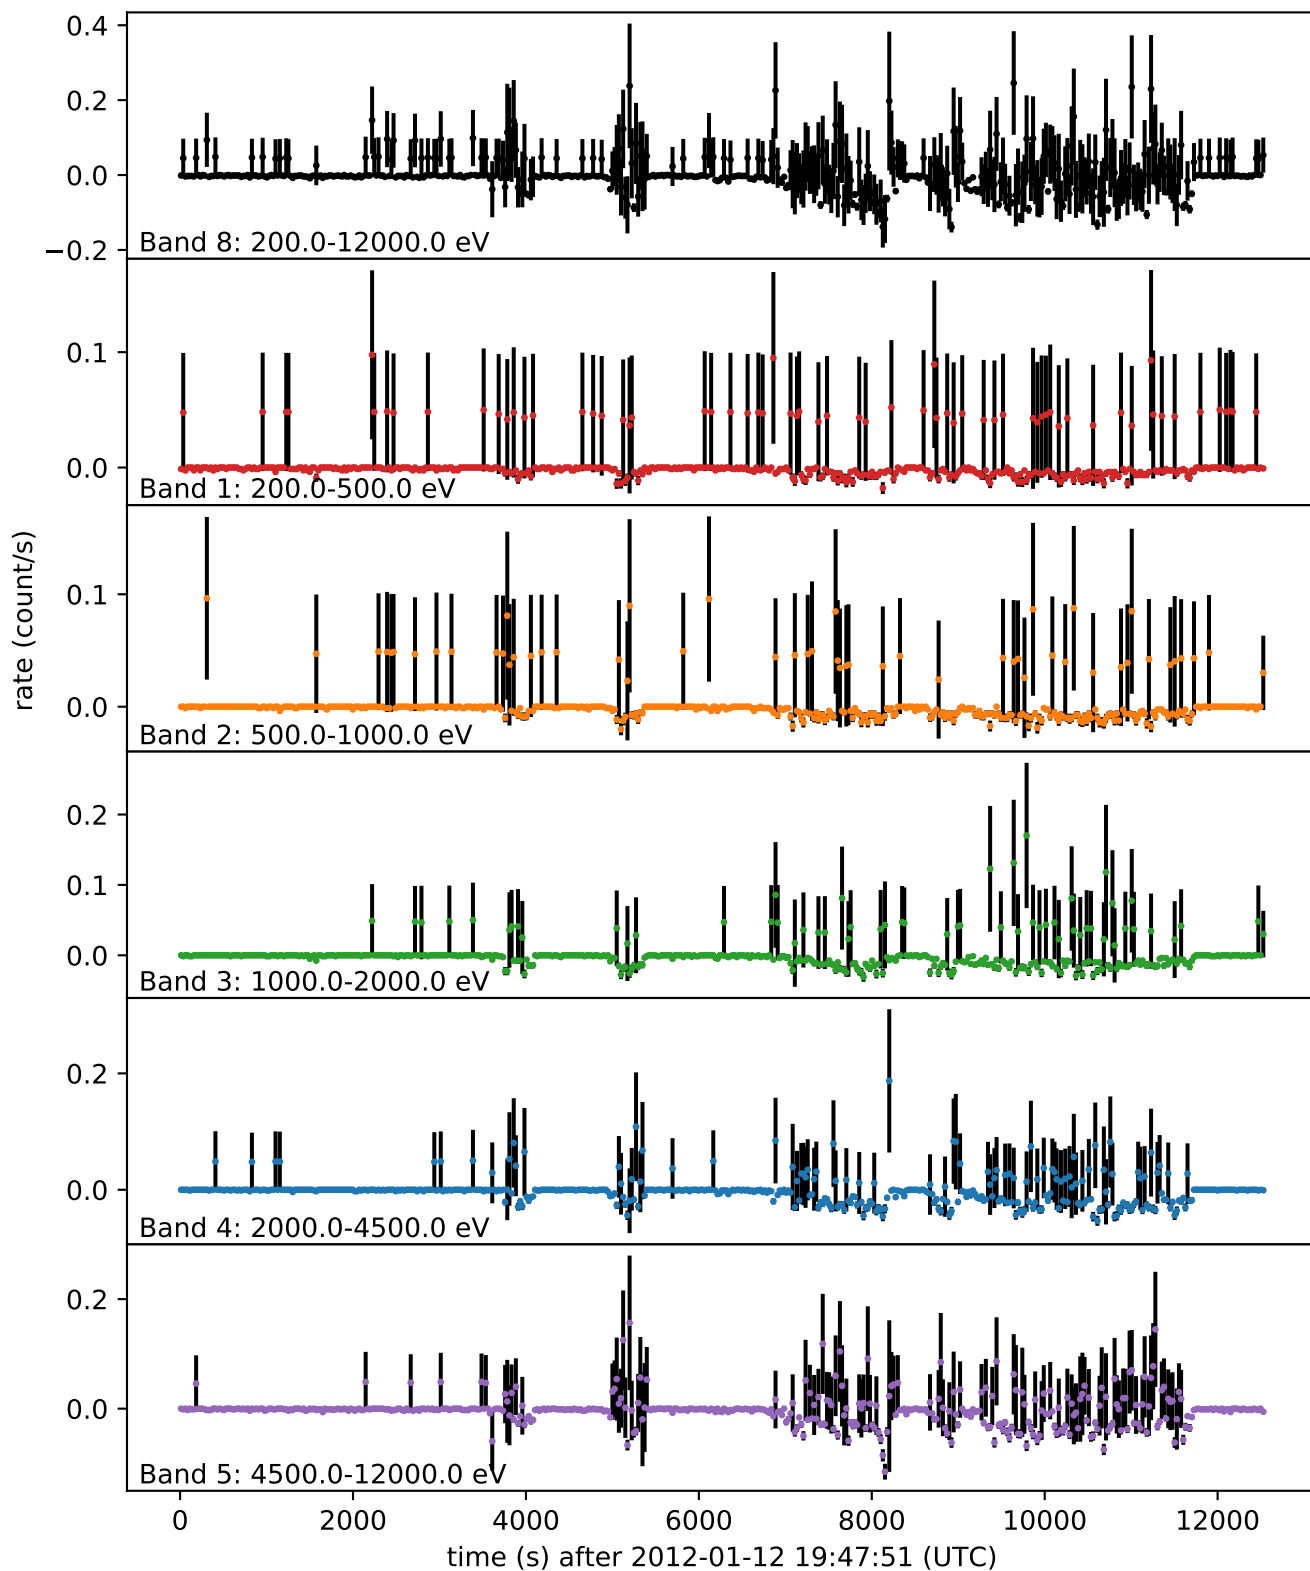 0.4
0.2
0.0
−0.2
Band 8: 200.0-12000.0 eV
0.1
0.0
Band 1: 200.0-500.0 eV
0.1
0.0
Band 2: 500.0-1000.0 eV
rate (count/s)
0.2
0.1
0.0
Band 3: 1000.0-2000.0 eV
0.2
0.0
Band 4: 2000.0-4500.0 eV
0.2
0.0
Band 5: 4500.0-12000.0 eV
0 2000 4000 6000 8000 10000 12000
time (s) after 2012-01-12 19:47:51 (UTC)